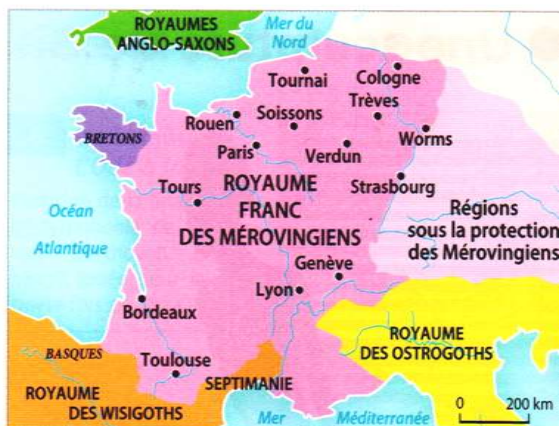 ROYAUMES
ANGLO-SAXONS
Mer du
Nord
Tournai
Cologne
Trèves
Rouen
Soissons
BRETONS
Paris
Verdun
Worms
Tours
ROYAUME
FRANC
DES MÉROVINGIENS
Strasbourg
Océan
Atlantique
Régions
sous la protection
des Mérovingiens
Genève
Lyon
Bordeaux
ROYAUME
DES OSTROGOTHS
BASQUES
Toulouse
SEPTIMANIE
ROYAUME
DES WISIGOTHS
Mer
Méditerranée
0 200 km